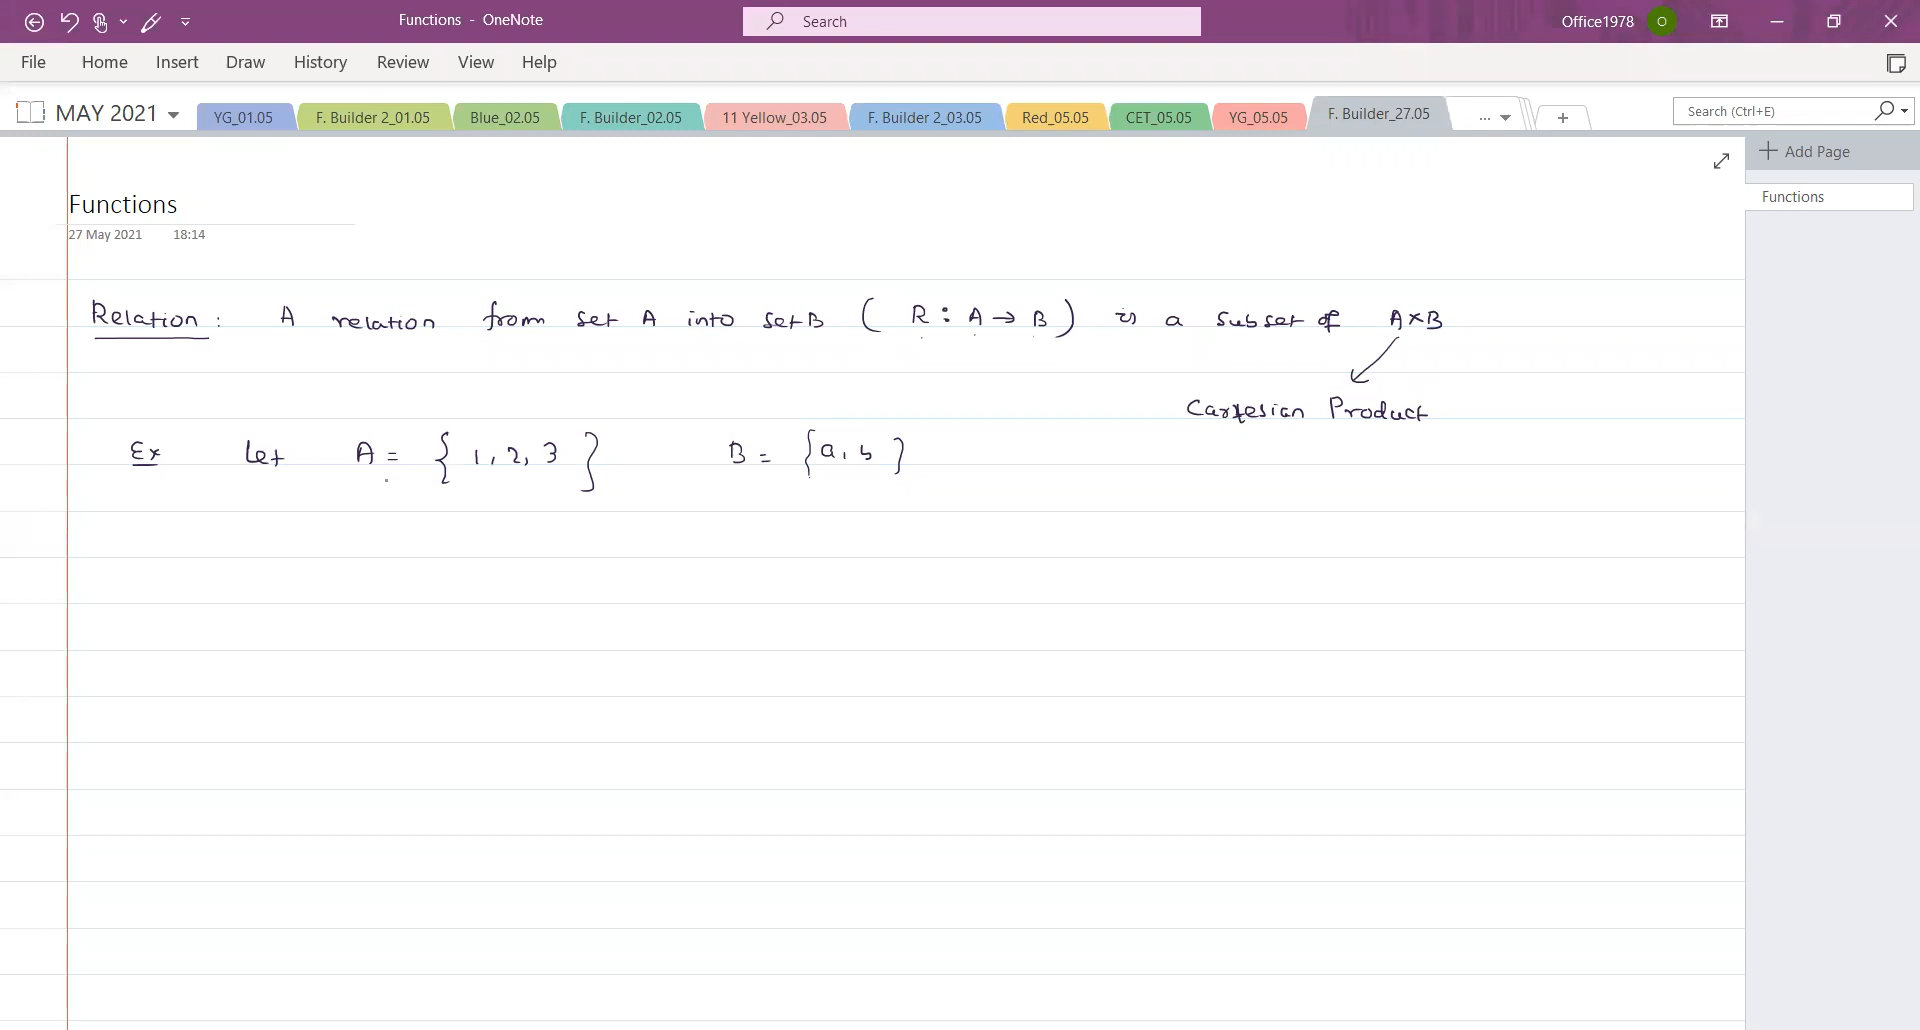 Functions - OneNote
Search
Office1978
O
File Home Insert Draw History Review View Help
MAY 2021
YG_01.05
F. Builder 2_01.05
Blue_02.05
F. Builder_02.05
11 Yellow_03.05
F. Builder 2_03.05
Red_05.05
CET_05.05
YG_05.05
F. Builder_27.05
...
+
Search (Ctrl+E)
Add Page
Functions
Functions
27 May 2021 18:14
Relation : A relation from set A into set B ( R : A → B ) is a subset of A×B
Cartesian Product
Ex Let A = { 1, 2, 3 } B = { a, b }